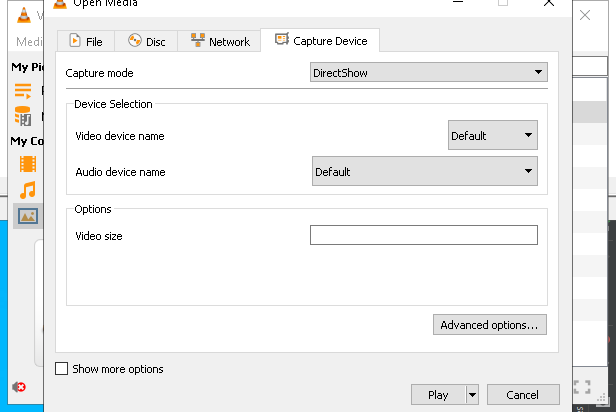 Open Media
Medi
File
Disc
Network
Capture Device
My Pi
Capture mode
DirectShow
Device Selection
Video device name
Default
My Co
Audio device name
Default
Options
Video size
Advanced options...
Show more options
Play
Cancel